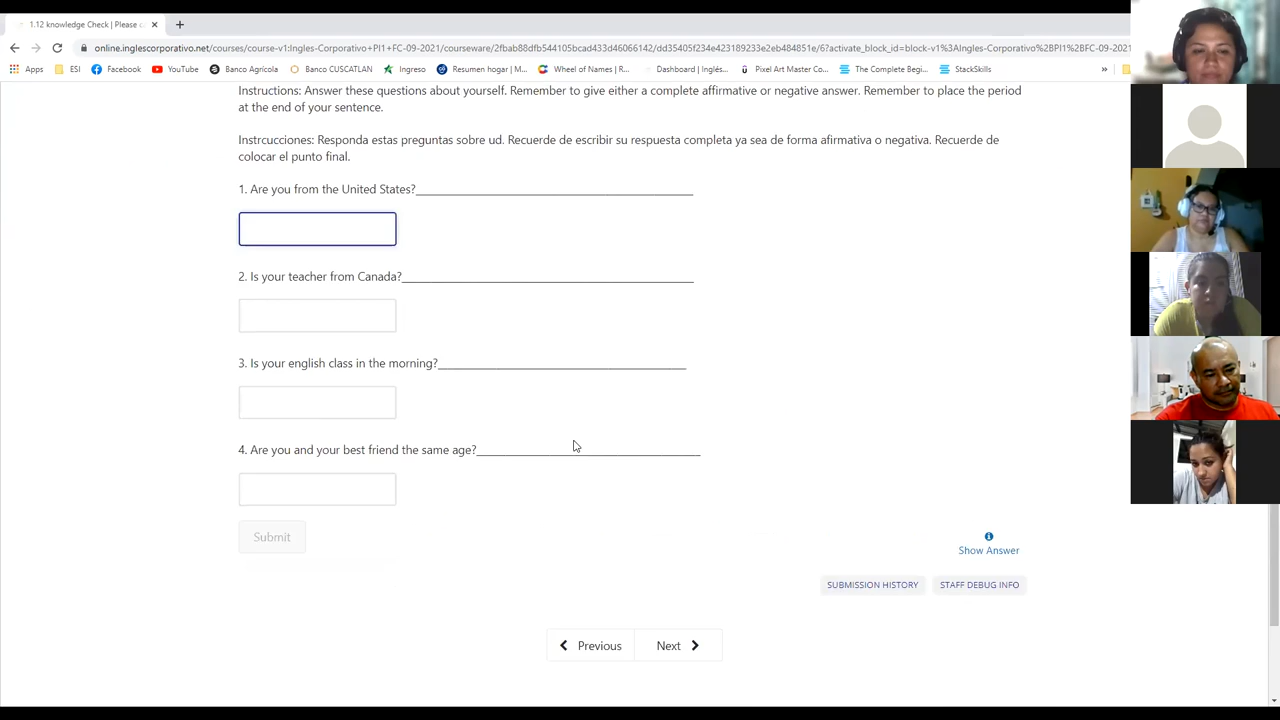 1.12 knowledge Check | Please c
online.inglescorporativo.net/courses/course-v1:Ingles-Corporativo+PI1+FC-09-2021/courseware/2fbab88dfb544105bcad433d46066142/dd35405f234e423189233e2eb484851e/6?activate_block_id=block-v1%3AIngles-Corporativo%2BPI1%2BFC-09-2021
Apps ESI Facebook YouTube Banco Agrícola Banco CUSCATLAN Ingreso Resumen hogar | M... Wheel of Names | R... Dashboard | Inglés... Pixel Art Master Co... The Complete Begi... StackSkills »
Instructions: Answer these questions about yourself. Remember to give either a complete affirmative or negative answer. Remember to place the period
at the end of your sentence.
Instrcucciones: Responda estas preguntas sobre ud. Recuerde de escribir su respuesta completa ya sea de forma afirmativa o negativa. Recuerde de
colocar el punto final.
1. Are you from the United States?
2. Is your teacher from Canada?
3. Is your english class in the morning?
4. Are you and your best friend the same age?
Submit
Show Answer
SUBMISSION HISTORY STAFF DEBUG INFO
Previous Next